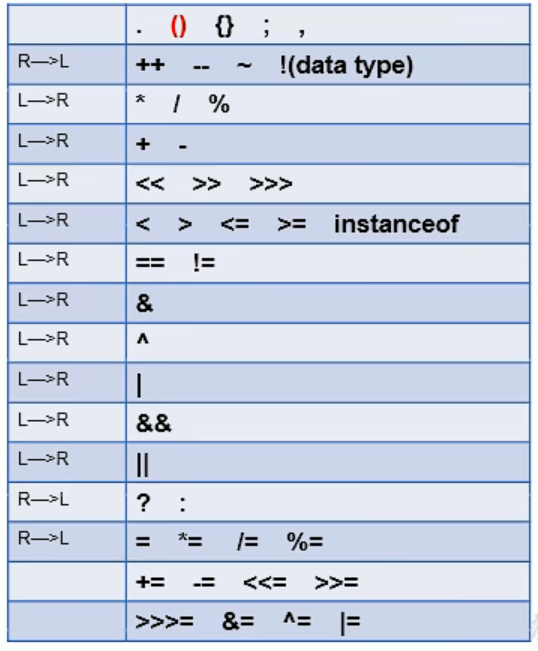 . () {} ; ,
R—>L ++ -- ~ !(data type)
L—>R * / %
L—>R + -
L—>R << >> >>>
L—>R < > <= >= instanceof
L—>R == !=
L—>R &
L—>R ^
L—>R |
L—>R &&
L—>R ||
R—>L ? :
R—>L = *= /= %=
+= -= <<= >>=
>>>= &= ^= |=